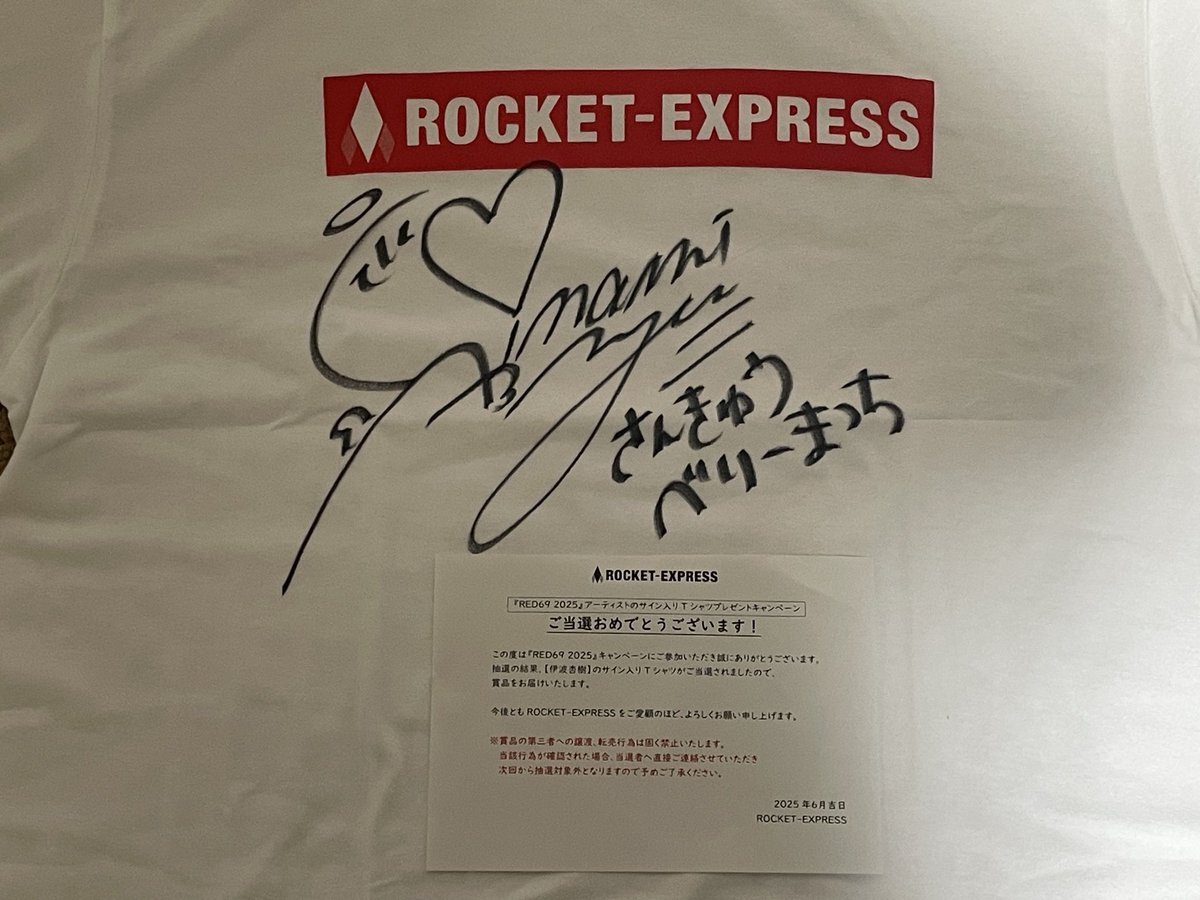 ROCKET-EXPRESS
inami
anju
さんきゅう
べりーまっち
ROCKET-EXPRESS
『RED69 2025』アーティストのサイン入りTシャツプレゼントキャンペーン
ご当選おめでとうございます！
この度は『RED69 2025』キャンペーンにご参加いただき誠にありがとうございます。
抽選の結果、【伊波杏樹】のサイン入りTシャツがご当選されましたので、
賞品をお届けいたします。
今後ともROCKET-EXPRESSをご愛顧のほど、よろしくお願い申し上げます。
※賞品の第三者への譲渡、転売行為は固く禁止いたします。
当該行為が確認された場合、当選者へ直接ご連絡させていただき
次回から抽選対象外となりますので予めご了承ください。
2025年6月吉日
ROCKET-EXPRESS